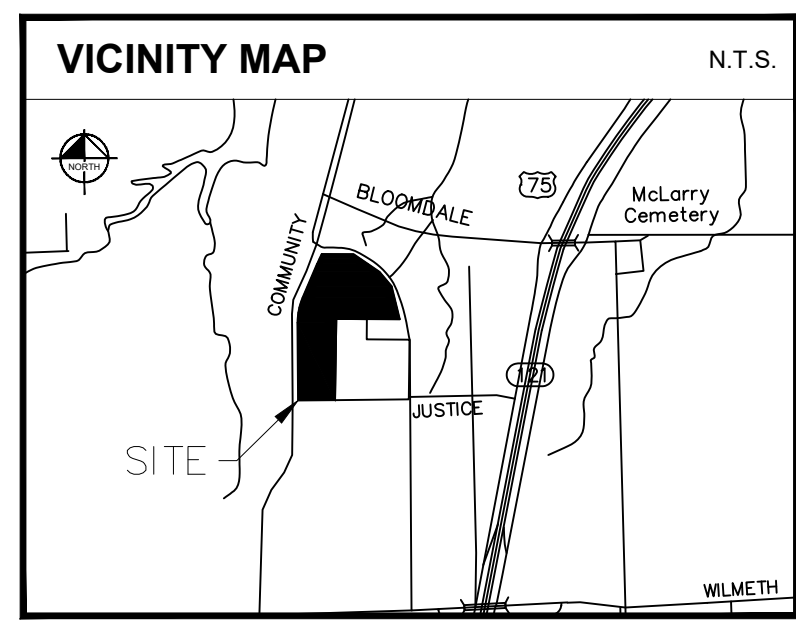 VICINITY MAP
N.T.S.
NORTH
BLOOMDALE
75
McLarry
Cemetery
COMMUNITY
121
JUSTICE
SITE
WILMETH